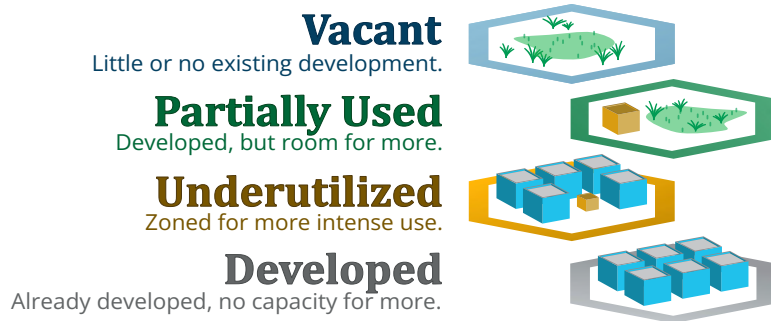 Vacant
Little or no existing development.
Partially Used
Developed, but room for more.
Underutilized
Zoned for more intense use.
Developed
Already developed, no capacity for more.